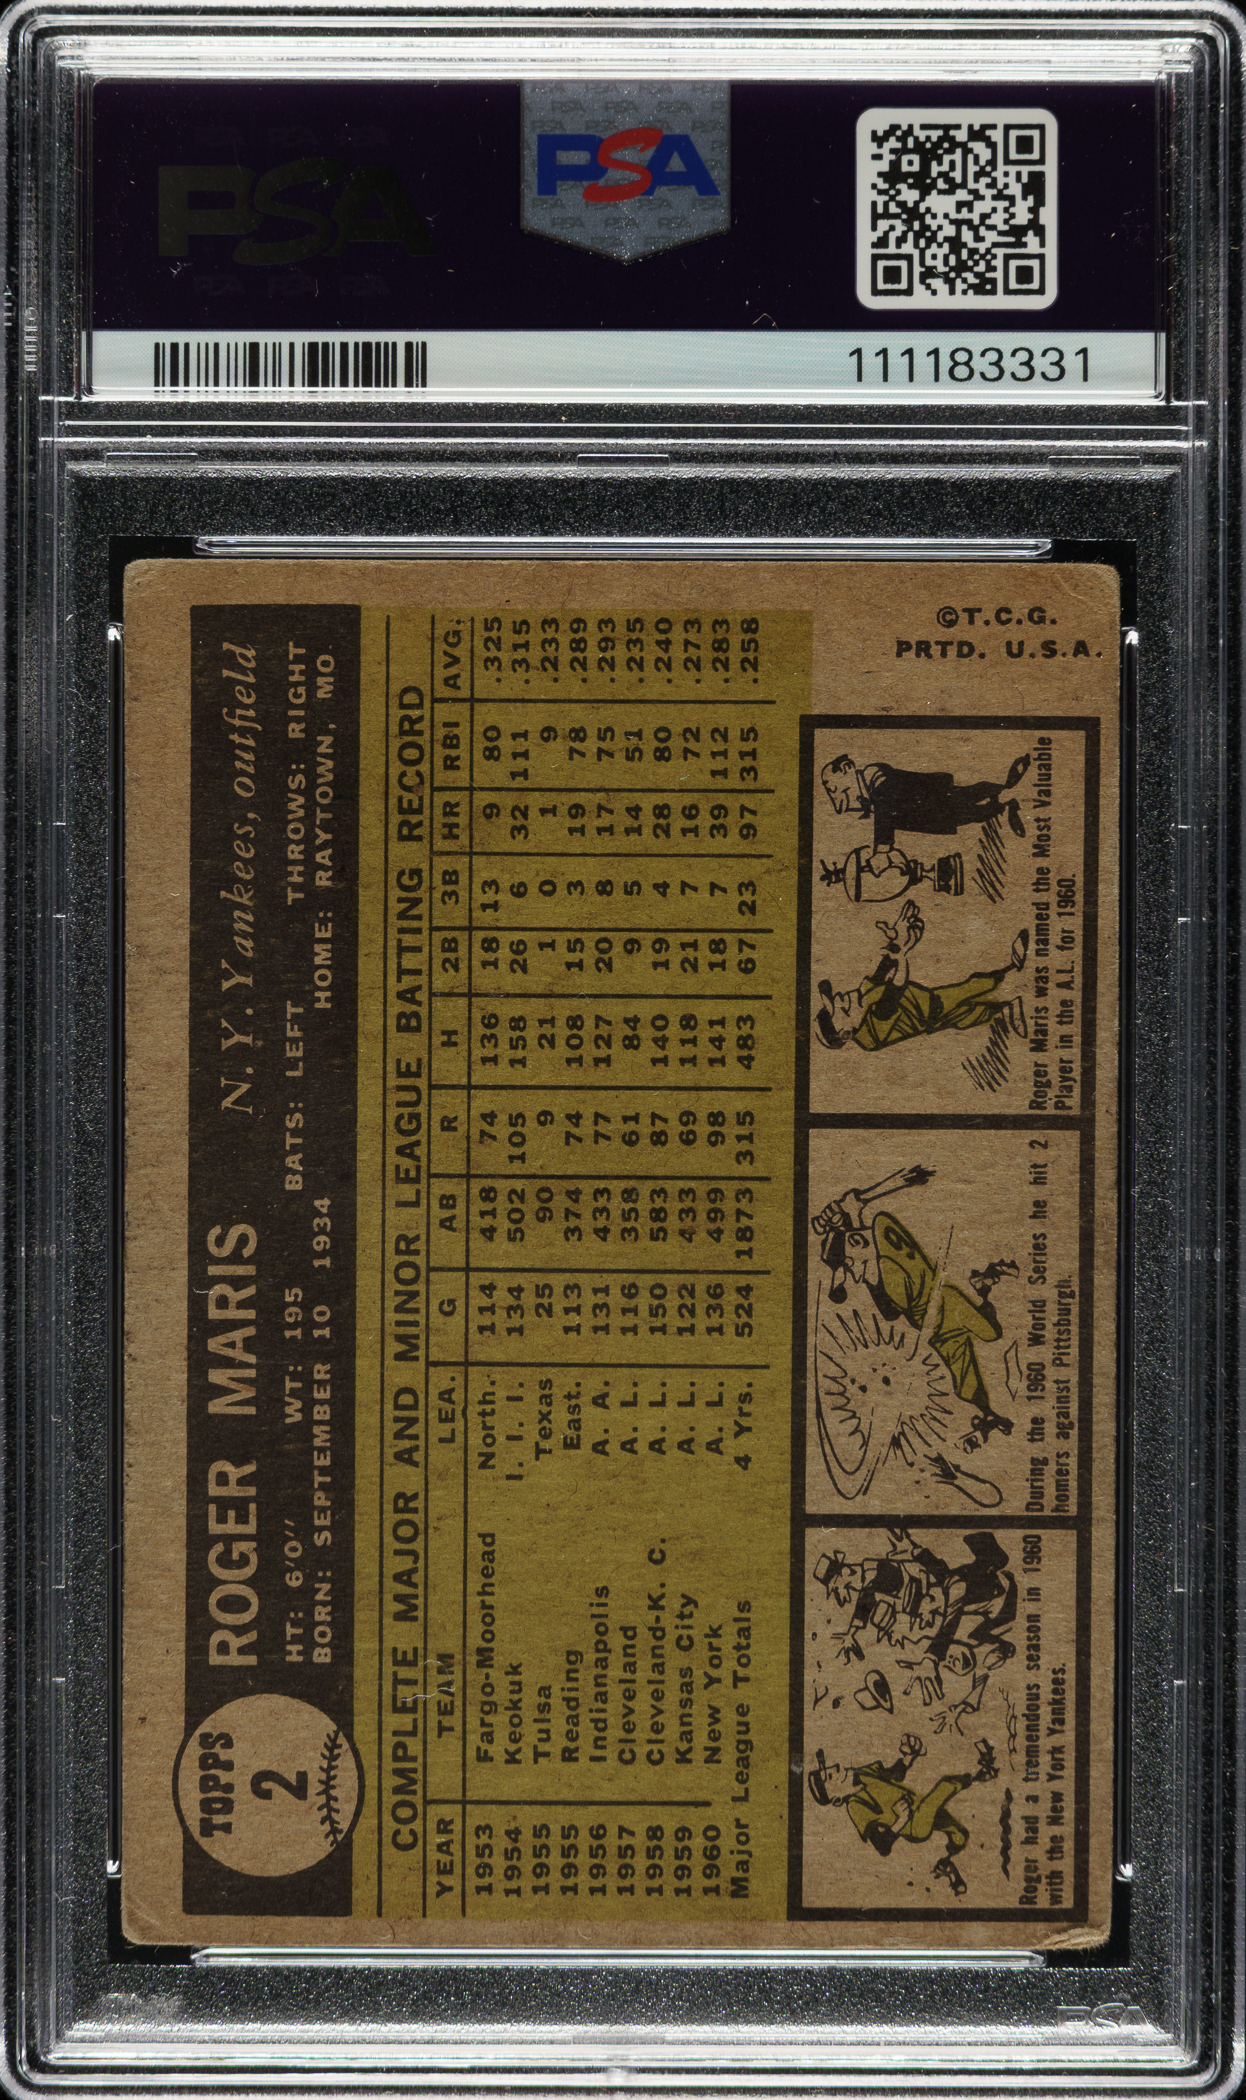 PSA
PSA
111183331
TOPPS
2
ROGER MARIS N. Y. Yankees, outfield
HT: 6'0" WT: 195 BATS: LEFT THROWS: RIGHT
BORN: SEPTEMBER 10 1934 HOME: RAYTOWN, MO.
COMPLETE MAJOR AND MINOR LEAGUE BATTING RECORD
YEAR TEAM LEA. G AB R H 2B 3B HR RBI AVG.
1953 Fargo-Moorhead North. 114 418 74 136 18 13 9 80 .325
1954 Keokuk I. I. I. 134 502 105 158 26 6 32 111 .315
1955 Tulsa Texas 25 90 9 21 1 0 1 9 .233
1955 Reading East. 113 374 74 108 15 3 19 78 .289
1956 Indianapolis A. A. 131 433 77 127 20 8 17 75 .293
1957 Cleveland A. L. 116 358 61 84 9 5 14 51 .235
1958 Cleveland-K. C. A. L. 150 583 87 140 19 4 28 80 .240
1959 Kansas City A. L. 122 433 69 118 21 7 16 72 .273
1960 New York A. L. 136 499 98 141 18 7 39 112 .283
Major League Totals 4 Yrs. 524 1873 315 483 67 23 97 315 .258
Roger had a tremendous season in 1960
with the New York Yankees.
9
During the 1960 World Series he hit 2
homers against Pittsburgh.
Roger Maris was named the Most Valuable
Player in the A.L. for 1960.
©T.C.G.
PRTD. U.S.A.
PSA